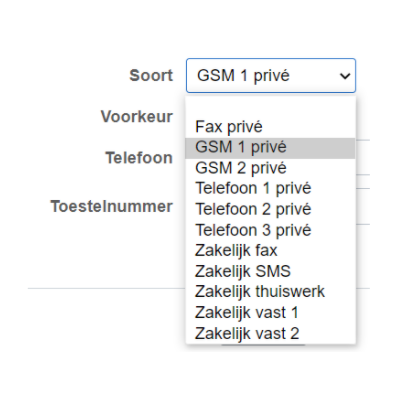 Soort GSM 1 privé
Voorkeur
Fax privé
GSM 1 privé
Telefoon
GSM 2 privé
Telefoon 1 privé
Toestelnummer
Telefoon 2 privé
Telefoon 3 privé
Zakelijk fax
Zakelijk SMS
Zakelijk thuiswerk
Zakelijk vast 1
Zakelijk vast 2